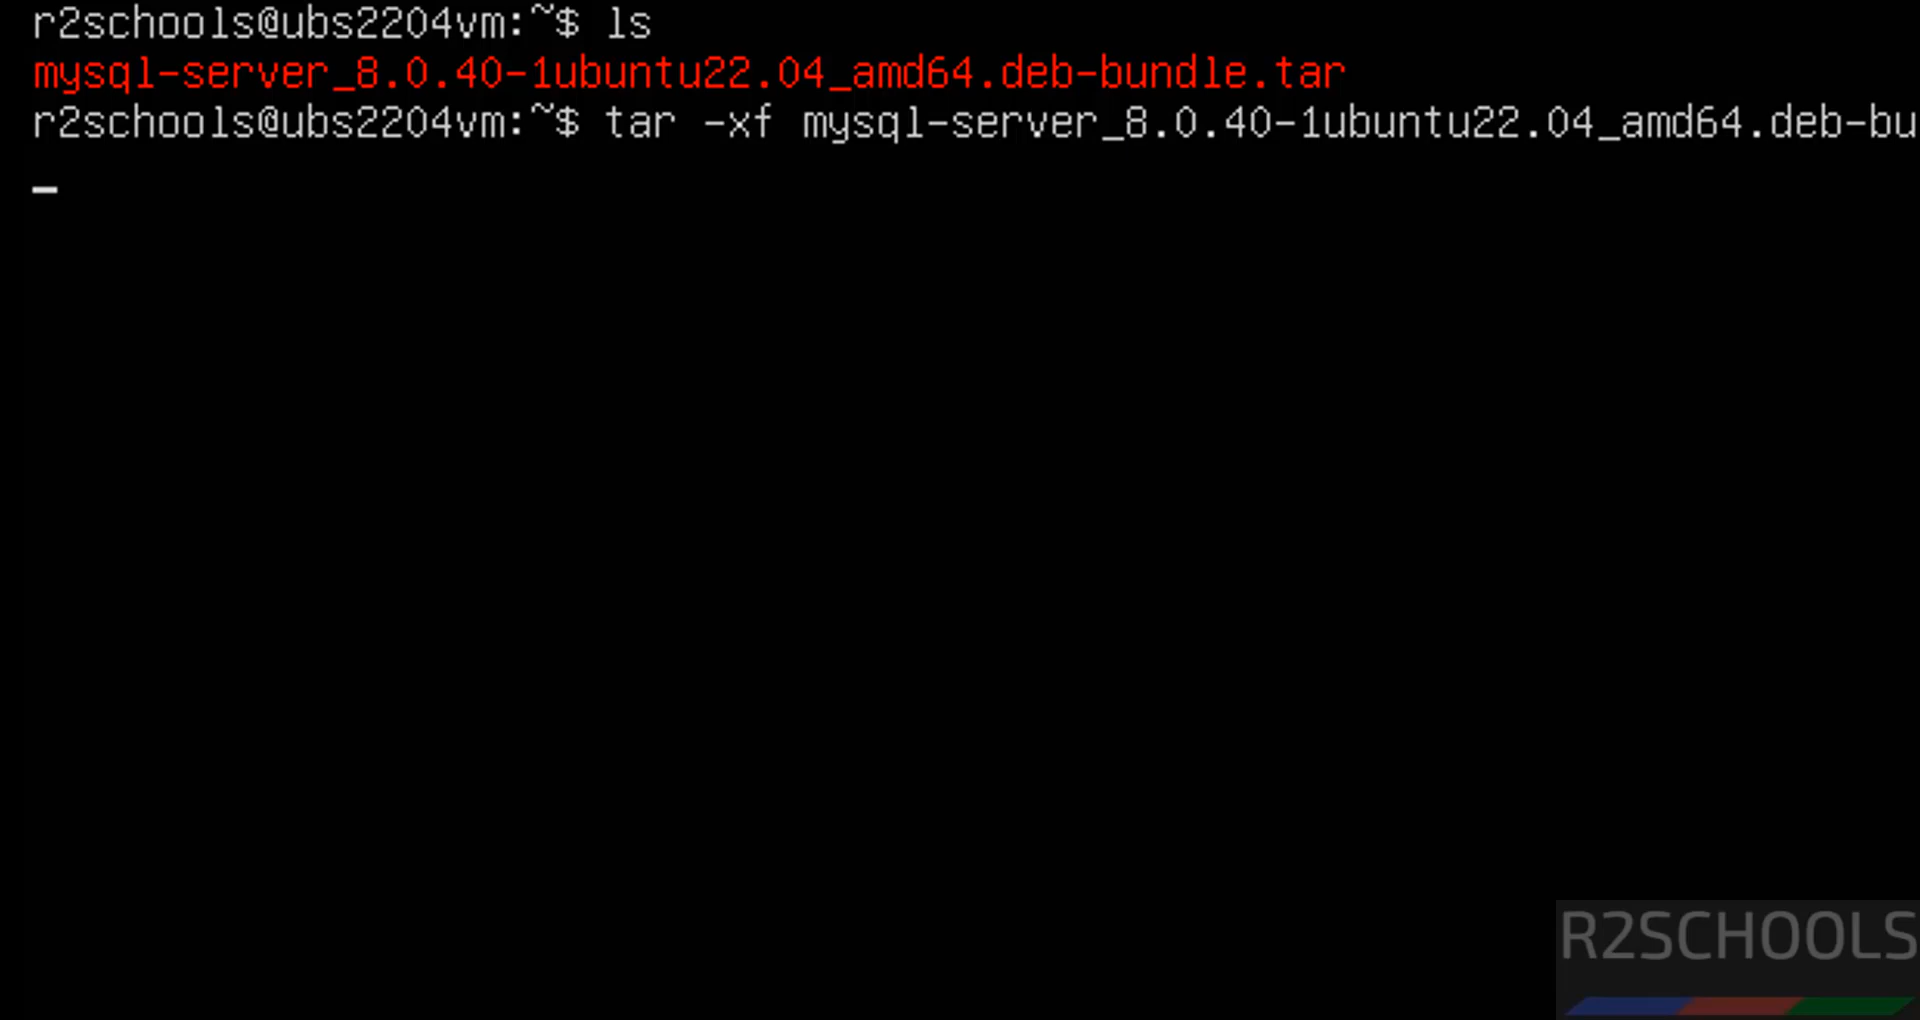 r2schools@ubs2204vm:~$ ls
mysql-server_8.0.40-1ubuntu22.04_amd64.deb-bundle.tar
r2schools@ubs2204vm:~$ tar -xf mysql-server_8.0.40-1ubuntu22.04_amd64.deb-bu
R2SCHOOLS